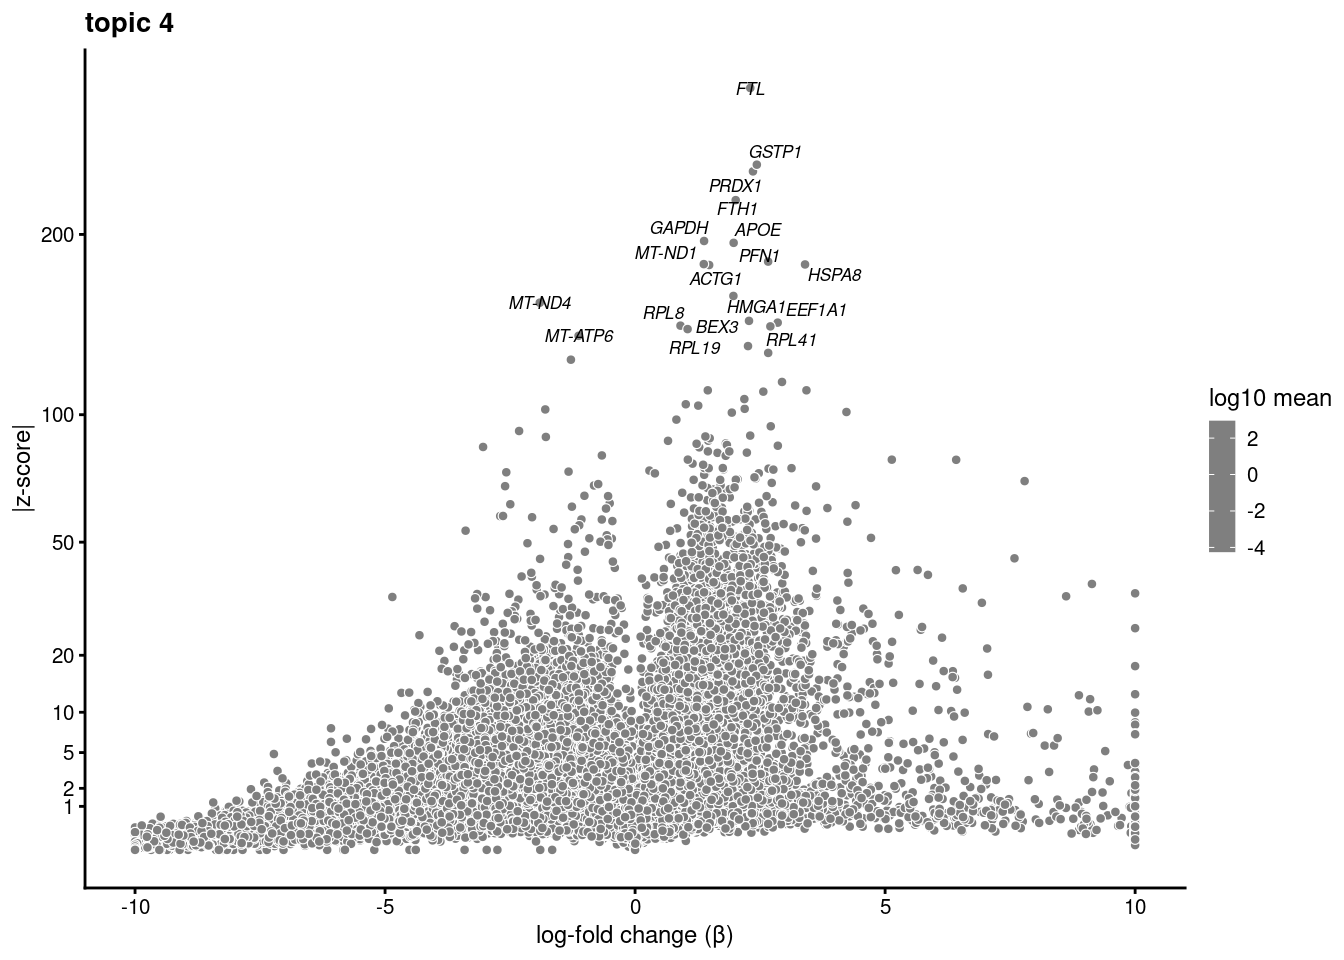 topic 4
FTL
GSTP1
PRDX1
FTH1
GAPDH
APOE
MT-ND1
PFN1
ACTG1
HSPA8
MT-ND4
HMGA1
EEF1A1
RPL8
BEX3
MT-ATP6
RPL19
RPL41
|z-score|
200
100
50
20
10
5
2
1
-10
-5
0
5
10
log-fold change (β)
log10 mean
2
0
-2
-4